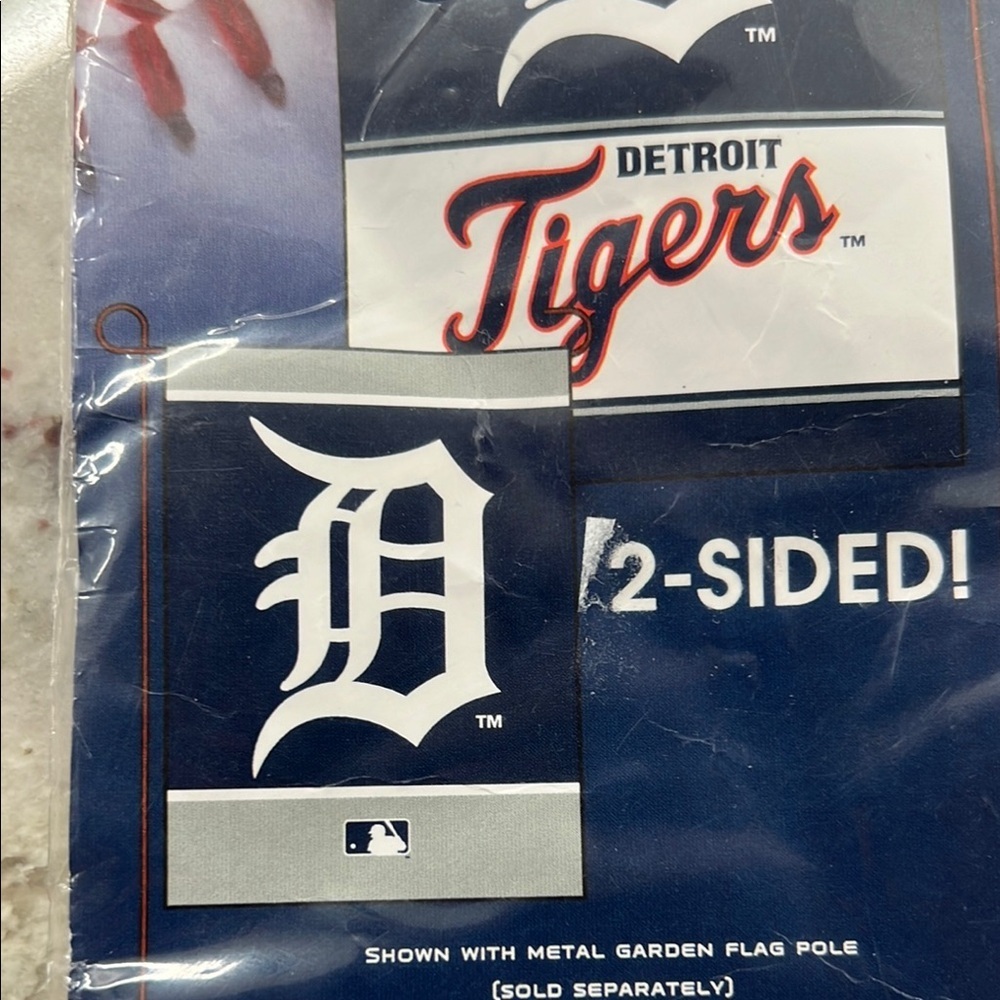 TM
DETROIT
Tigers TM
2-SIDED!
D
TM
SHOWN WITH METAL GARDEN FLAG POLE
(SOLD SEPARATELY)